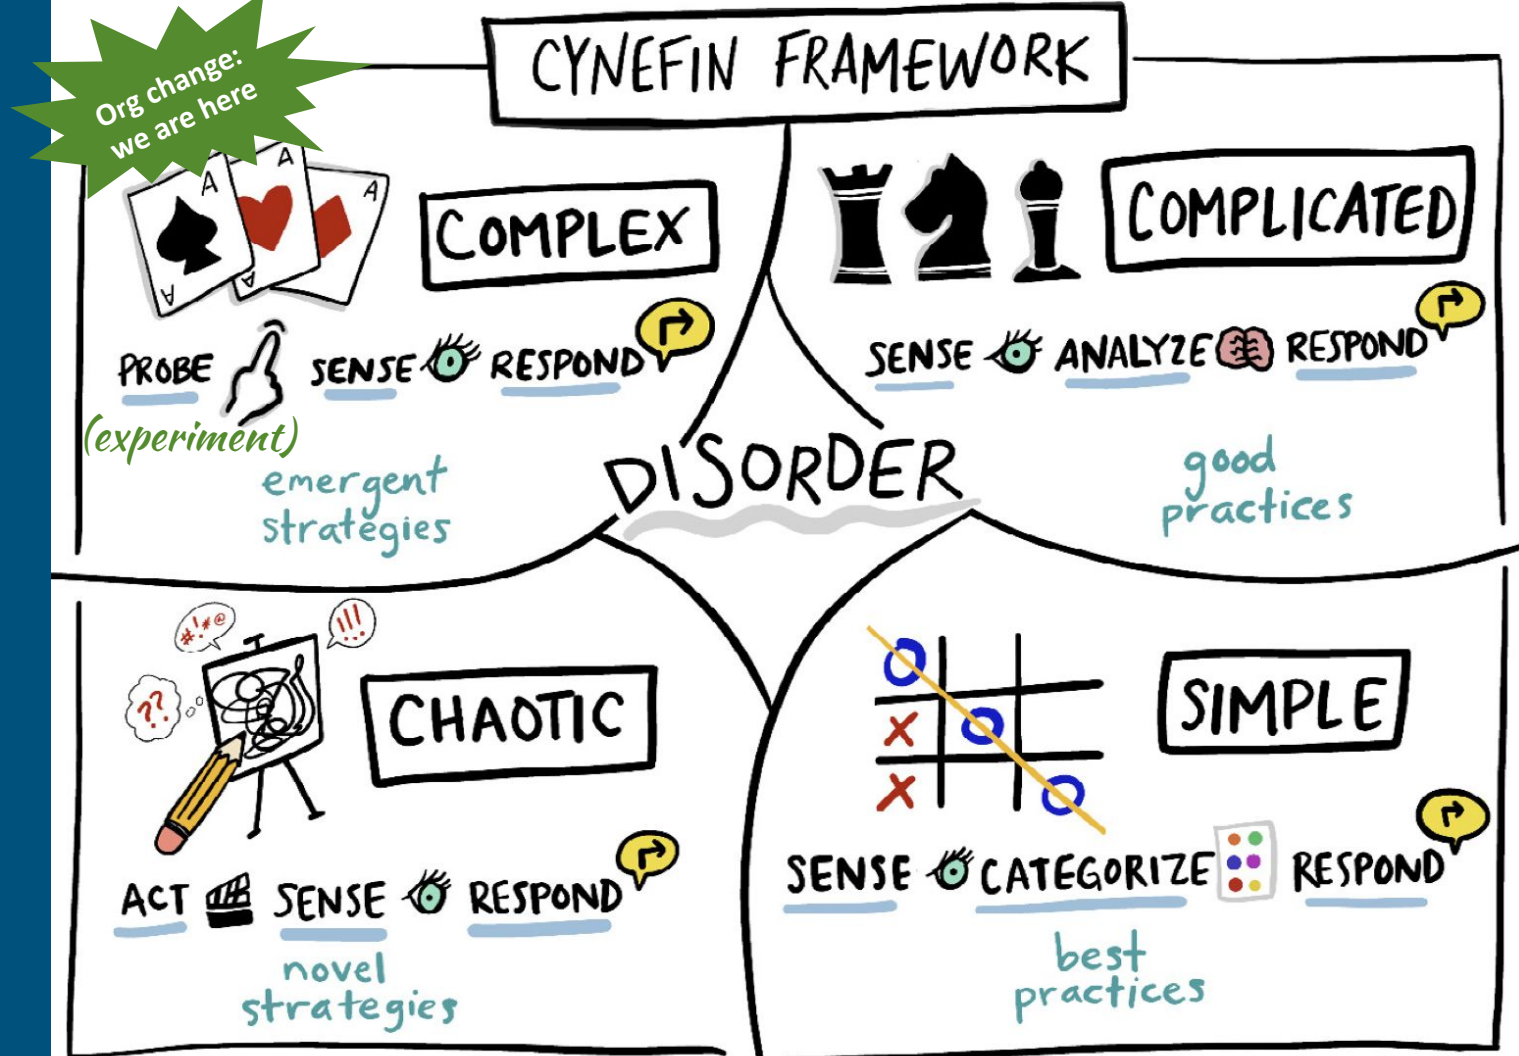 CYNEFIN FRAMEWORK
Org change:
we are here
A
A
A
A
A
COMPLEX
PROBE SENSE RESPOND
(experiment)
emergent
strategies
COMPLICATED
SENSE ANALYZE RESPOND
good
practices
DISORDER
#!*@
!!!
??
CHAOTIC
ACT SENSE RESPOND
novel
strategies
O
X O
X O
SIMPLE
SENSE CATEGORIZE RESPOND
best
practices